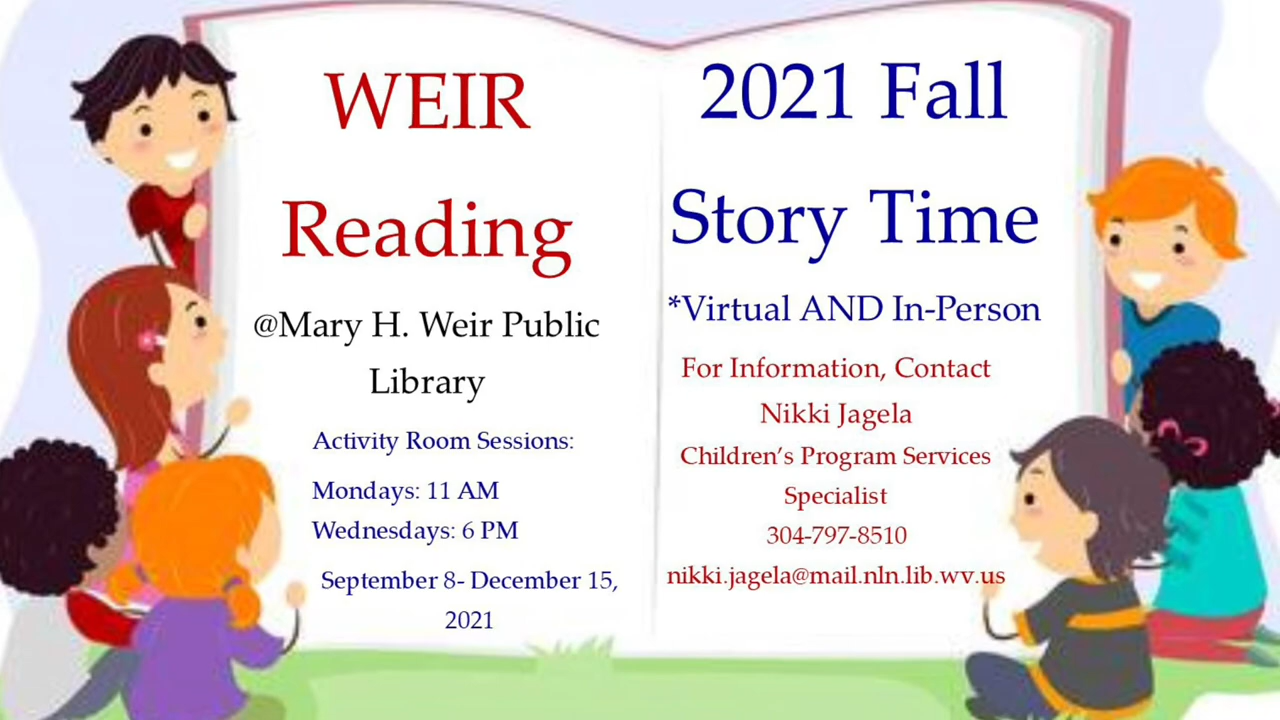 WEIR
Reading
@Mary H. Weir Public
Library
Activity Room Sessions:
Mondays: 11 AM
Wednesdays: 6 PM
September 8- December 15,
2021
2021 Fall
Story Time
*Virtual AND In-Person
For Information, Contact
Nikki Jagela
Children's Program Services
Specialist
304-797-8510
nikki.jagela@mail.nln.lib.wv.us